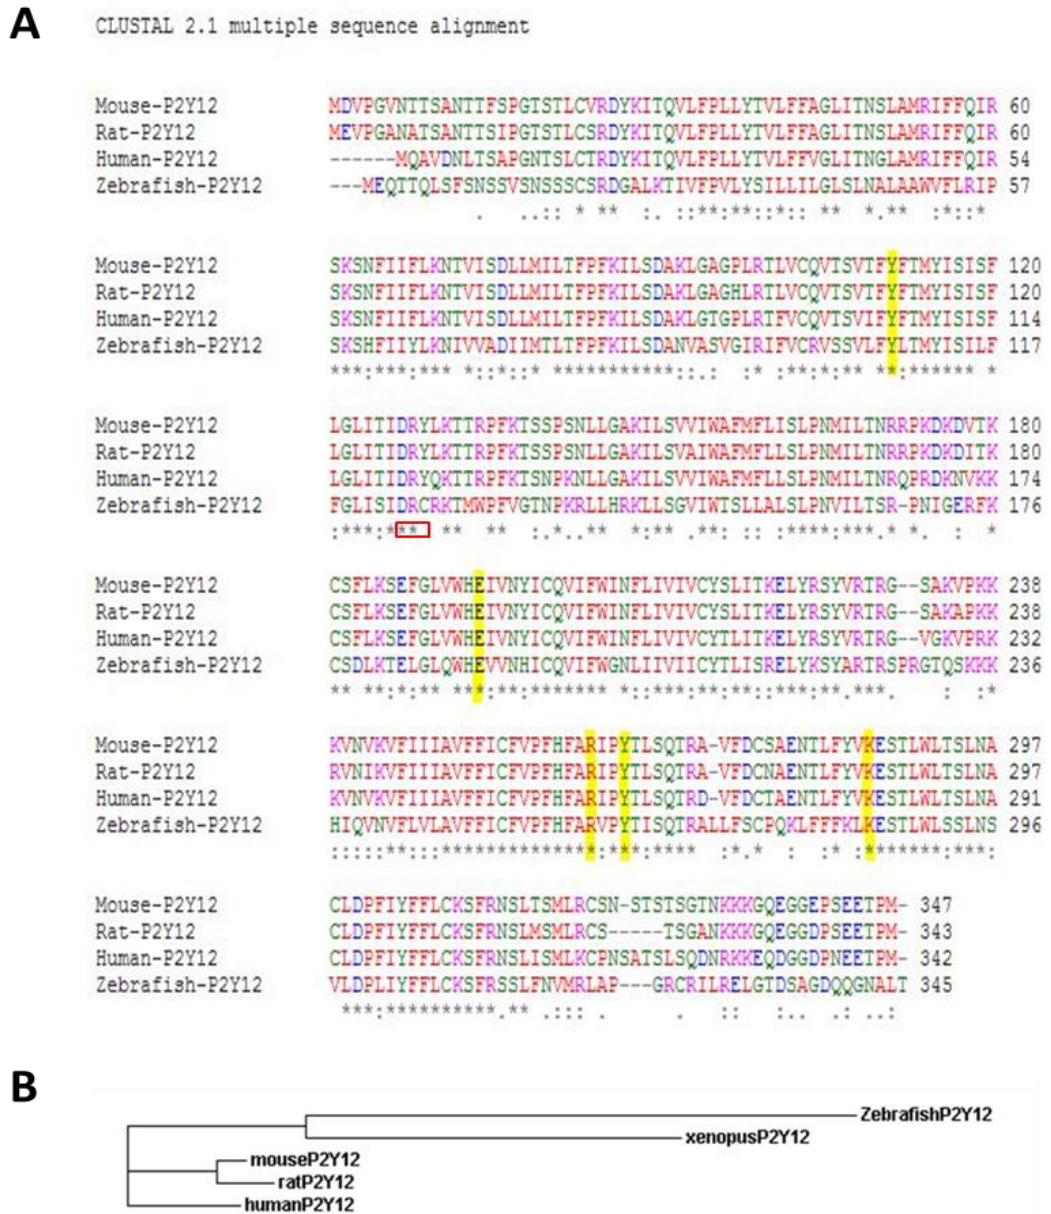 A
CLUSTAL 2.1 multiple sequence alignment
Mouse-P2Y12 MDVPGVNTTSANTTFSPGTSTLCVRDYKITQVLFPLLYTVLFFAGLITNSLAMRIFFQIR 60
Rat-P2Y12 MEVPGANATSANTTSIPGTSTLCSRDYKITQVLFPLLYTVLFFAGLITNSLAMRIFFQIR 60
Human-P2Y12 ------MQAVDNLTSAPGNTSLCTRDYKITQVLFPLLYTVLFFVGLITNGLAMRIFFQIR 54
Zebrafish-P2Y12 ---MEQTTQLSFSNSSVSNSSSCSRDGALKTIVFPVLYSILLILGLSLNALAAWVFLRIP 57
. ..:: * ** :. ::**:**::*::: ** *.** :*::*
Mouse-P2Y12 SKSNFIIFLKNTVISDLLMILTFPFKILSDAKLGAGPLRTLVCQVTSVTFYFTMYISISF 120
Rat-P2Y12 SKSNFIIFLKNTVISDLLMILTFPFKILSDAKLGAGHLRTLVCQVTSVTFYFTMYISISF 120
Human-P2Y12 SKSNFIIFLKNTVISDLLMILTFPFKILSDAKLGTGPLRTFVCQVTSVIFYFTMYISISF 114
Zebrafish-P2Y12 SKSHFIIYLKNIVVADIIMTLTFPFKILSDANVASVGIRIFVCRVSSVLFYLTMYISILF 117
***:***:*** *::*::* ***********::.: :* :**:*:** **:****** *
Mouse-P2Y12 LGLITIDRYLKTTRPFKTSSPSNLLGAKILSVVIWAFMFLISLPNMILTNRRPKDKDVTK 180
Rat-P2Y12 LGLITIDRYLKTTRPFKTSSPSNLLGAKILSVAIWAFMFLLSLPNMILTNRRPKDKDITK 180
Human-P2Y12 LGLITIDRYQKTTRPFKTSNPKNLLGAKILSVVIWAFMFLLSLPNMILTNRQPRDKNVKK 174
Zebrafish-P2Y12 FGLISIDRCRKTMWPFVGTNPKRLLHRKLLSGVIWTSLLALSLPNVILTSR-PNIGERFK 176
:***:*** ** ** :.*..** *:** .**: :: :****:***.* *. : *
Mouse-P2Y12 CSFLKSEFGLVWHEIVNYICQVIFWINFLIVIVCYSLITKELYRSYVRTRG--SAKVPKK 238
Rat-P2Y12 CSFLKSEFGLVWHEIVNYICQVIFWINFLIVIVCYSLITKELYRSYVRTRG--SAKAPKK 238
Human-P2Y12 CSFLKSEFGLVWHEIVNYICQVIFWINFLIVIVCYTLITKELYRSYVRTRG--VGKVPRK 232
Zebrafish-P2Y12 CSDLKTELGLQWHEVVNHICQVIFWGNLIIVIICYTLISRELYKSYARTRSPRGTQSKKK 236
** **:*:** ***:**:******* *::***:**:**::***:**.***. : :*
Mouse-P2Y12 KVNVKVFIIIAVFFICFVPFHFARIPYTLSQTRA-VFDCSAENTLFYVKESTLWLTSLNA 297
Rat-P2Y12 RVNIKVFIIIAVFFICFVPFHFARIPYTLSQTRA-VFDCNAENTLFYVKESTLWLTSLNA 297
Human-P2Y12 KVNVKVFIIIAVFFICFVPFHFARIPYTLSQTRD-VFDCTAENTLFYVKESTLWLTSLNA 291
Zebrafish-P2Y12 HIQVNVFLVLAVFFICFVPFHFARVPYTISQTRALLFSCPQKLFFFKLKESTLWLSSLNS 296
:::::**:::**************:***:**** :*.* : :* :*******:***:
Mouse-P2Y12 CLDPFIYFFLCKSFRNSLTSMLRCSN-STSTSGTNKKKGQEGGEPSEETPM- 347
Rat-P2Y12 CLDPFIYFFLCKSFRNSLMSMLRCS-----TSGANKKKGQEGGDPSEETPM- 343
Human-P2Y12 CLDPFIYFFLCKSFRNSLISMLKCPNSATSLSQDNRKKEQDGGDPNEETPM- 342
Zebrafish-P2Y12 VLDPLIYFFLCKSFRSSLFNVMRLAP---GRCRILRELGTDSAGDQQGNALT 345
***:**********.** .::: . . :: :.. .: ..:
B
ZebrafishP2Y12
xenopusP2Y12
mouseP2Y12
ratP2Y12
humanP2Y12